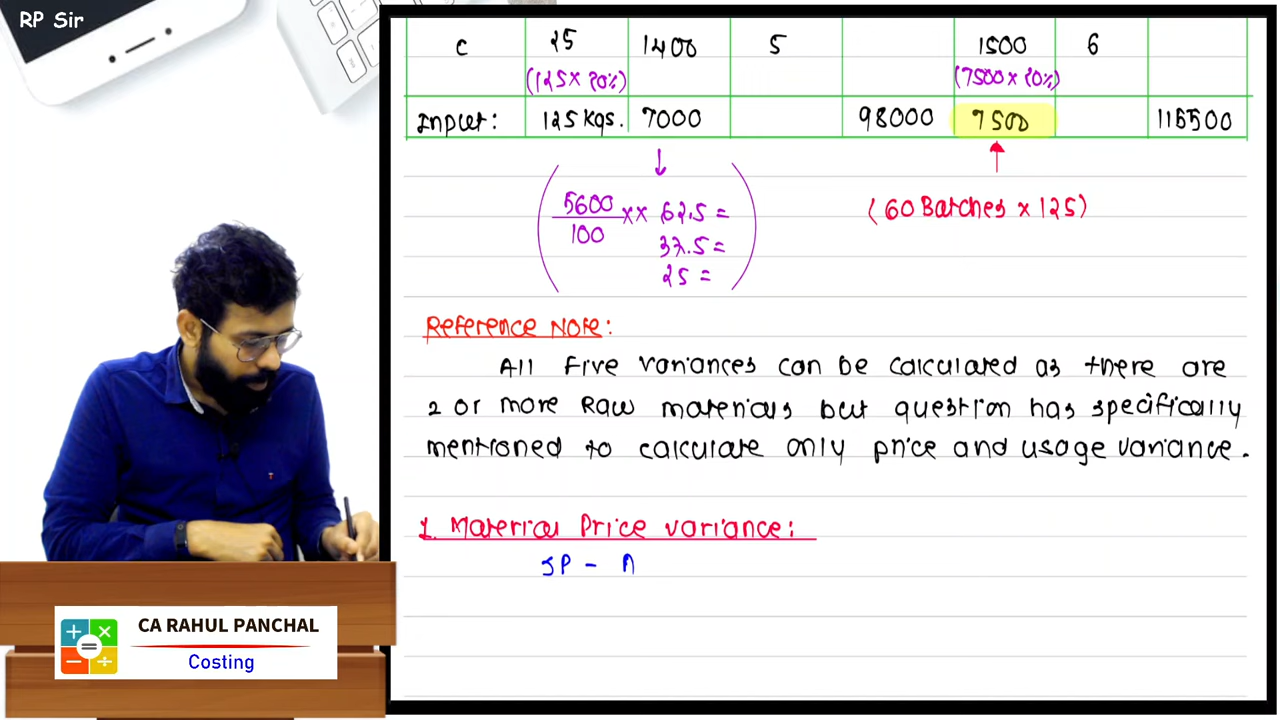 RP Sir
C 25 1400 5 1500 6
(125 x 20%) (7500 x 20%)
Input: 125 kgs. 7000 98000 7500 116500
5600/100 xx 62.5 =
37.5 =
25 =
(60 Batches x 125)
Reference Note:
All Five variances can be calculated as there are
2 or more Raw materials but question has specifically
mentioned to calculate only price and usage variance.
1. Material Price variance:
SP - A
CA RAHUL PANCHAL
Costing